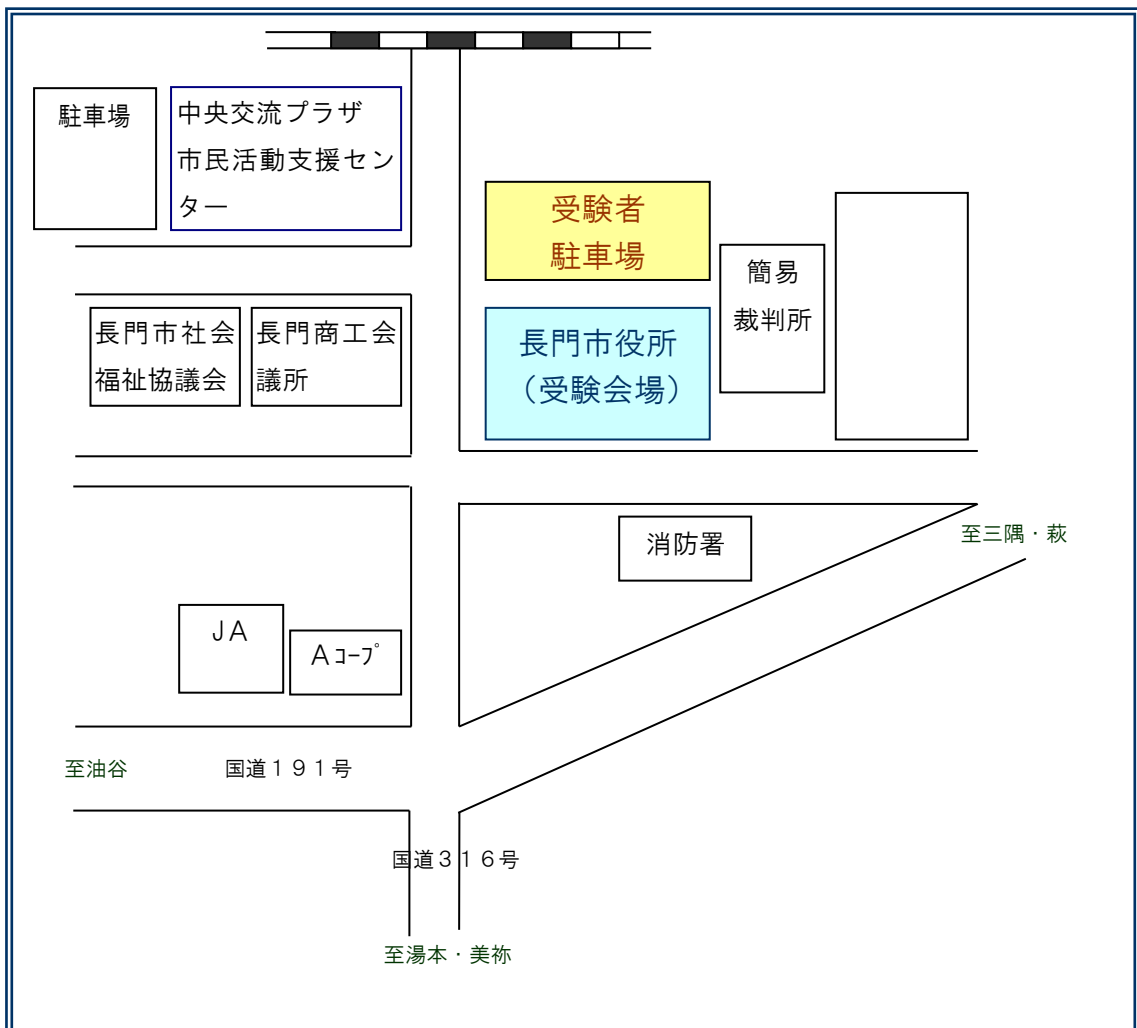 駐車場
中央交流プラザ
市民活動支援セン
ター
受験者
駐車場
簡易
裁判所
長門市社会
福祉協議会
長門商工会
議所
長門市役所
（受験会場）
消防署
至三隅・萩
ＪＡ
Ａｺｰﾌﾟ
至油谷
国道１９１号
国道３１６号
至湯本・美祢